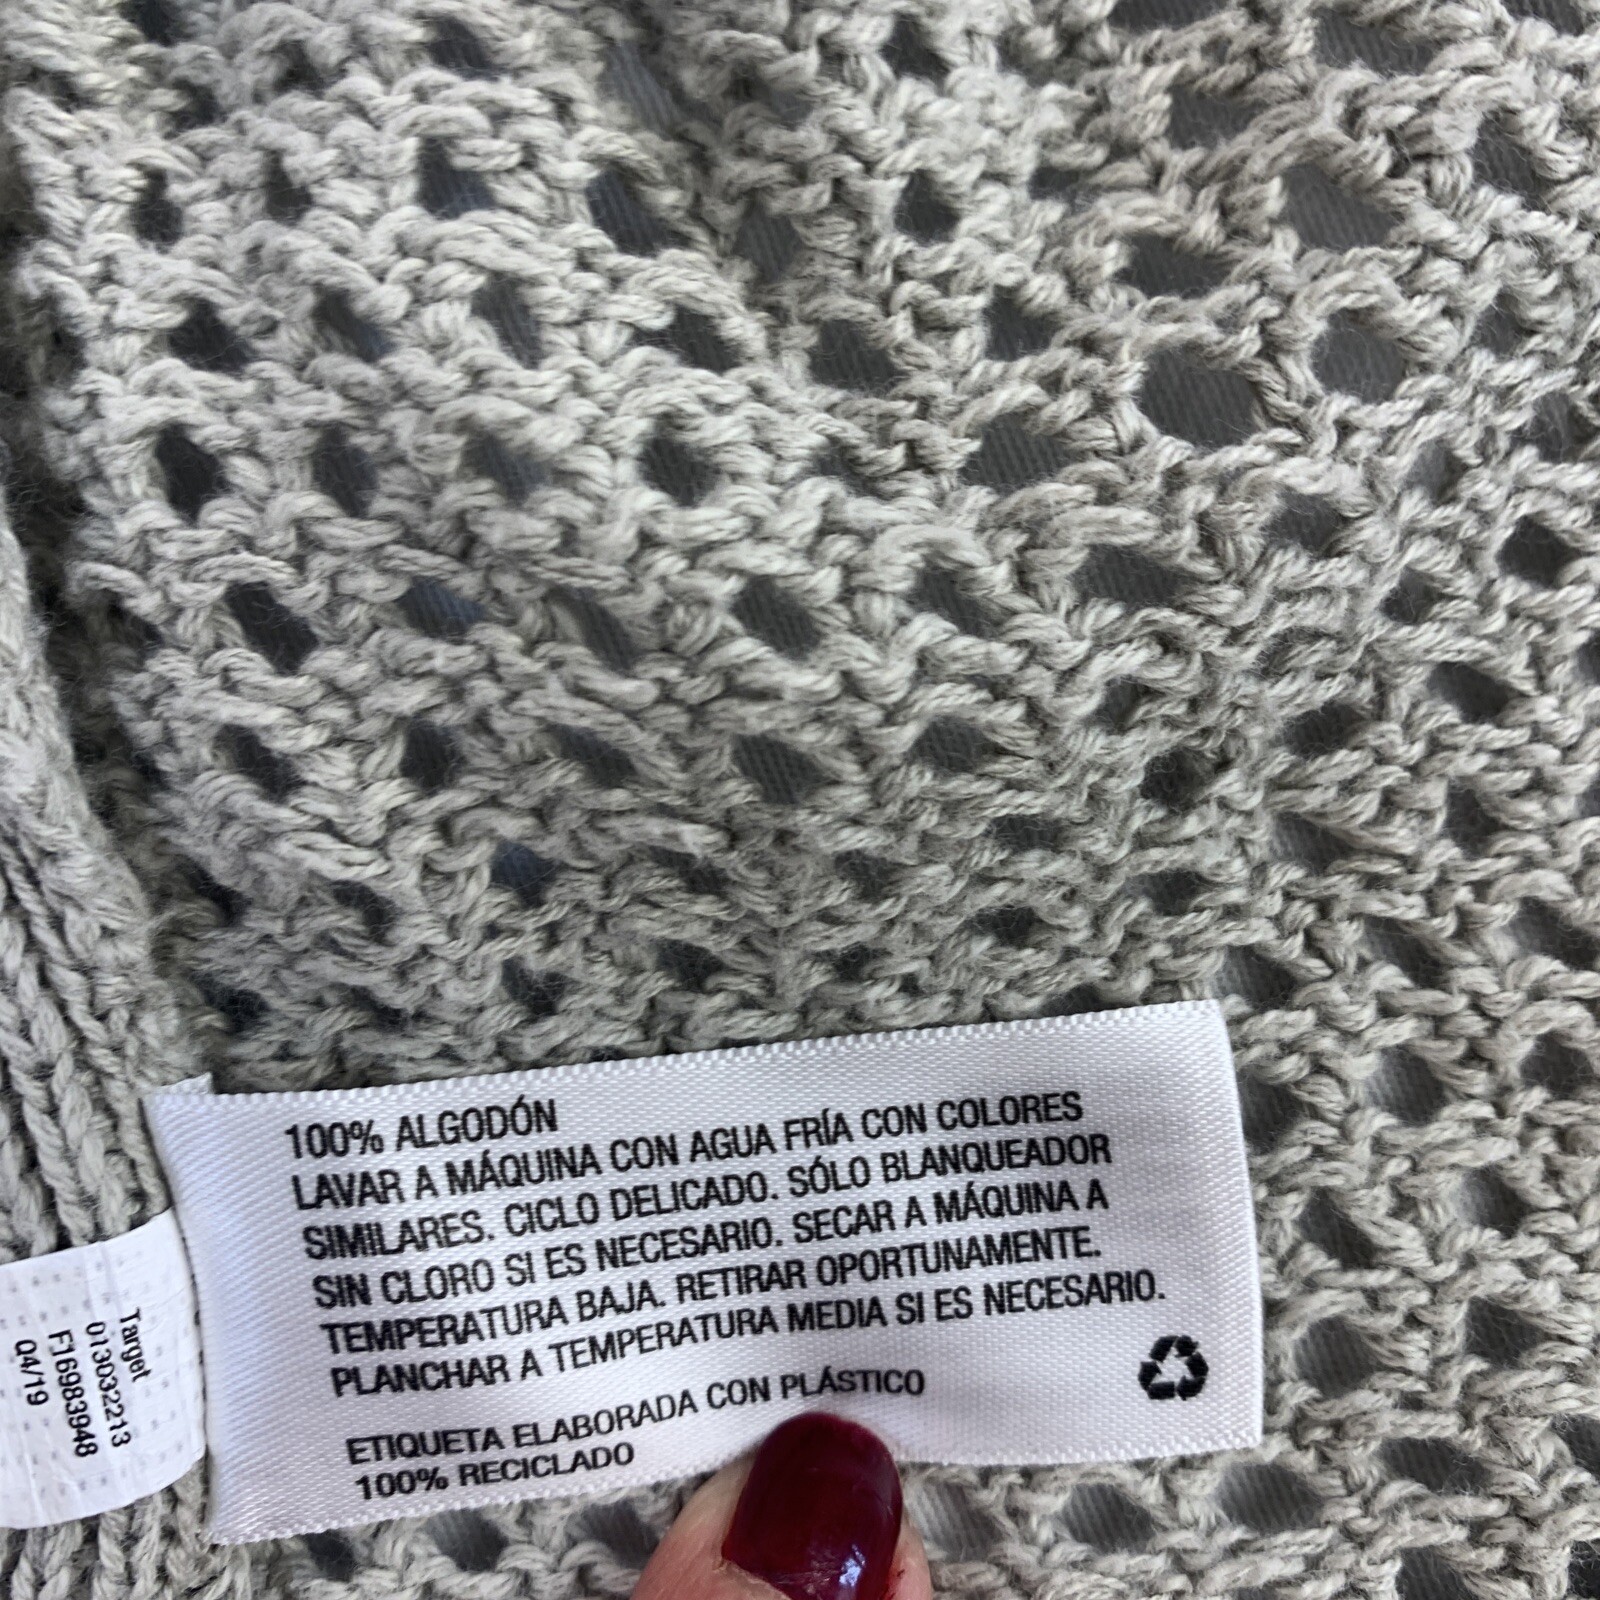 100% ALGODÓN
LAVAR A MÁQUINA CON AGUA FRÍA CON COLORES
SIMILARES. CICLO DELICADO. SÓLO BLANQUEADOR
SIN CLORO SI ES NECESARIO. SECAR A MÁQUINA A
TEMPERATURA BAJA. RETIRAR OPORTUNAMENTE.
PLANCHAR A TEMPERATURA MEDIA SI ES NECESARIO.
ETIQUETA ELABORADA CON PLÁSTICO
100% RECICLADO
Target
013032213
F16983948
04/19